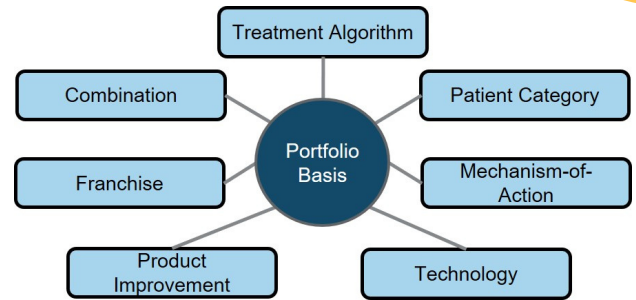 Treatment Algorithm
Combination
Patient Category
Portfolio
Basis
Franchise
Mechanism-of-
Action
Product
Improvement
Technology